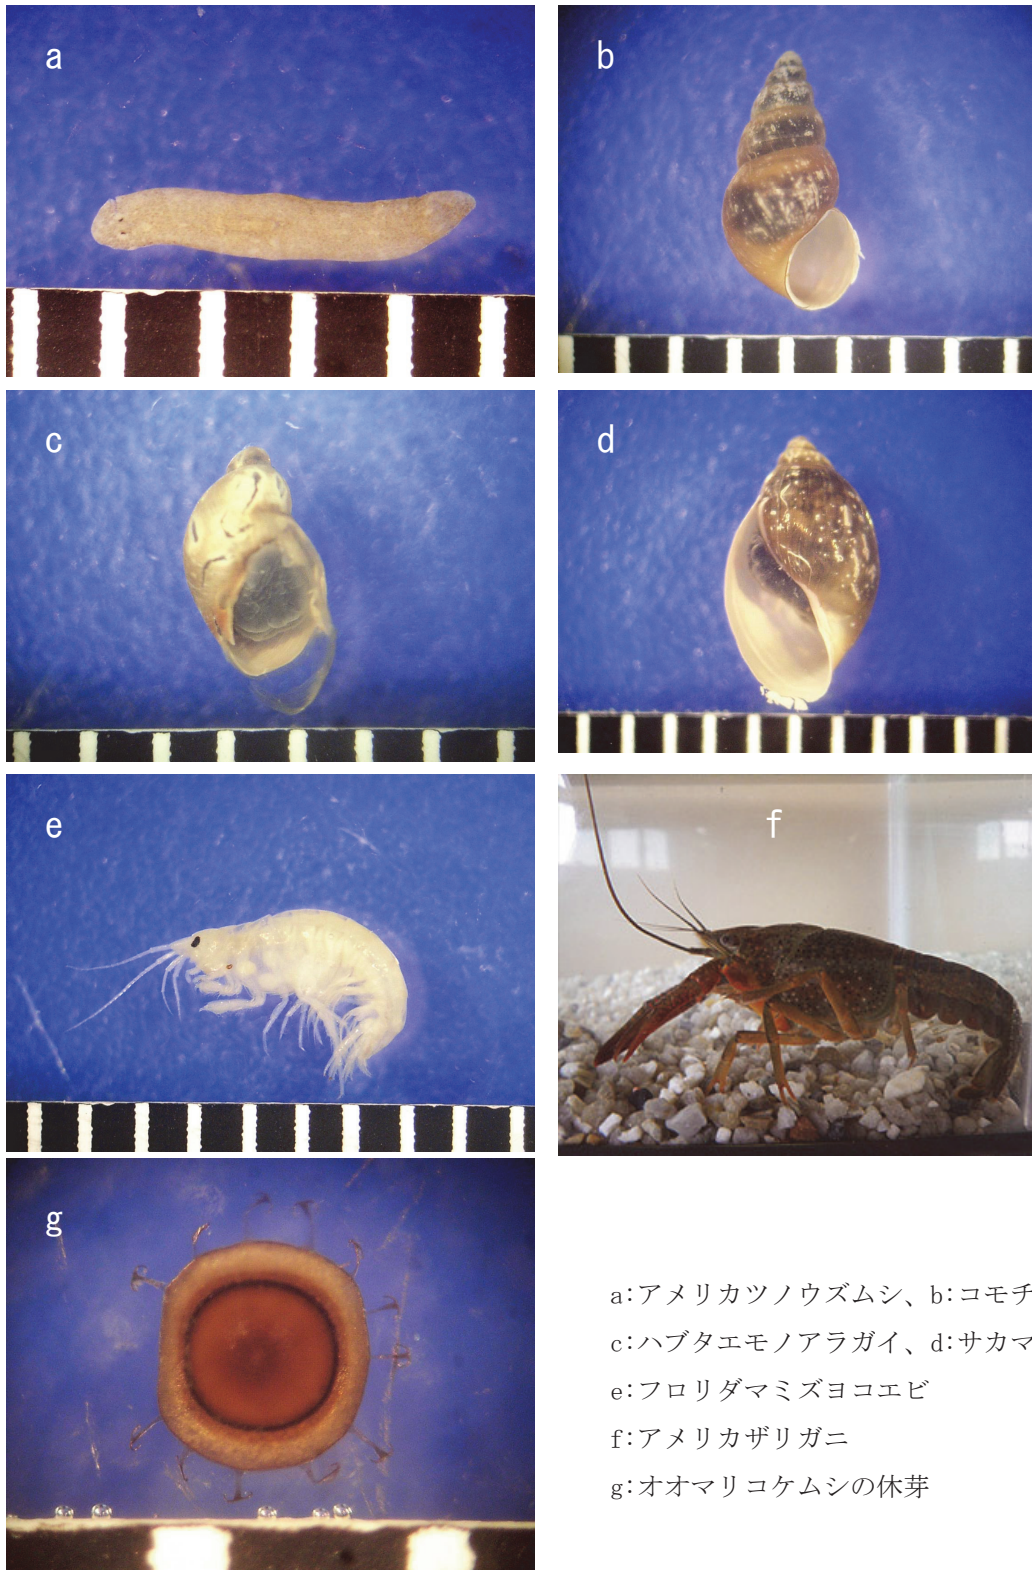 a
b
c
d
e
f
g
a:アメリカツノウズムシ、b:コモチ
c:ハブタエモノアラガイ、d:サカマ
e:フロリダマミズヨコエビ
f:アメリカザリガニ
g:オオマリコケムシの休芽